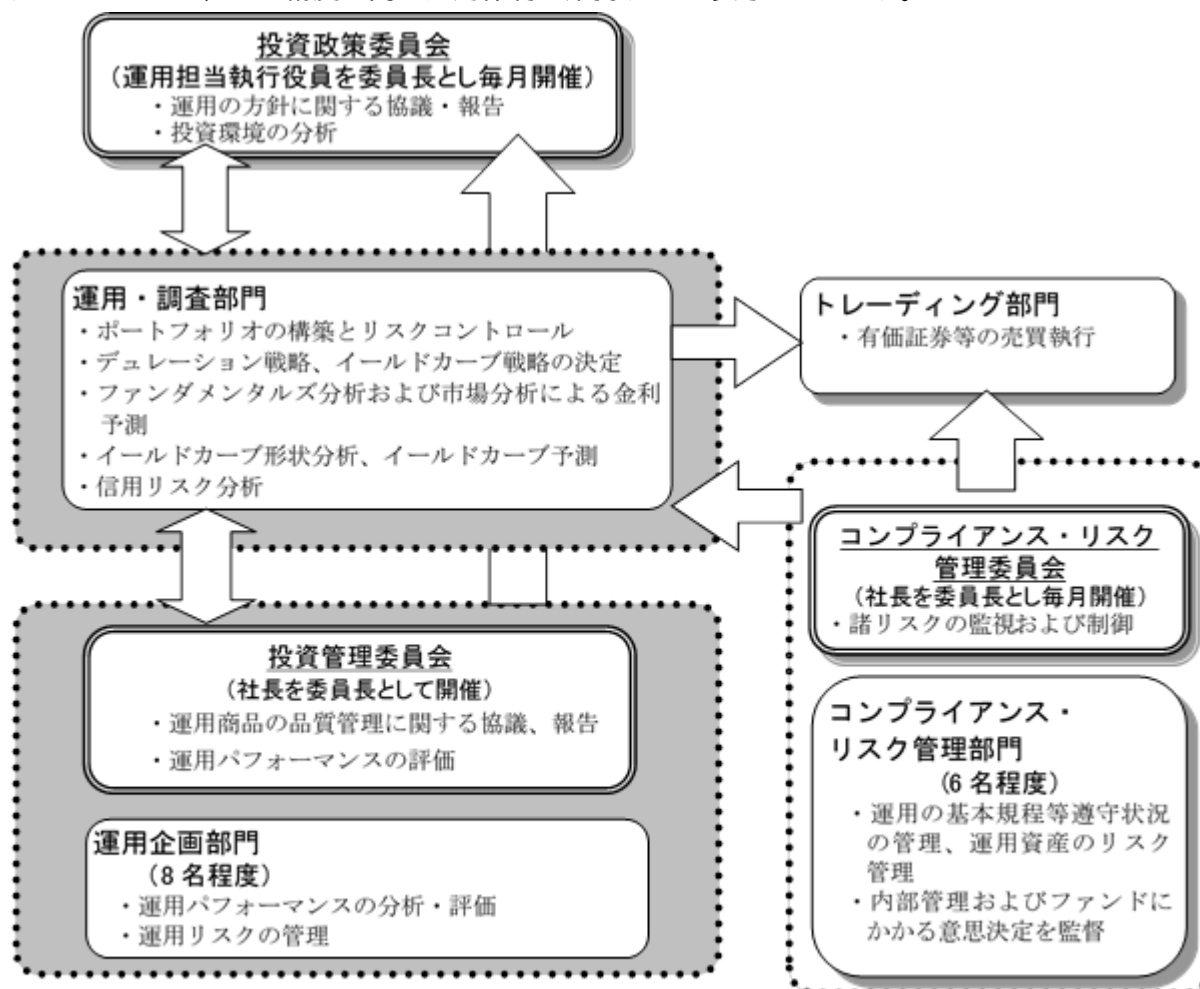 投資政策委員会
（運用担当執行役員を委員長とし毎月開催）
・運用の方針に関する協議・報告
・投資環境の分析
運用・調査部門
・ポートフォリオの構築とリスクコントロール
・デュレーション戦略、イールドカーブ戦略の決定
・ファンダメンタルズ分析および市場分析による金利
予測
・イールドカーブ形状分析、イールドカーブ予測
・信用リスク分析
トレーディング部門
・有価証券等の売買執行
コンプライアンス・リスク
管理委員会
（社長を委員長とし毎月開催）
・諸リスクの監視および制御
投資管理委員会
（社長を委員長として開催）
・運用商品の品質管理に関する協議、報告
・運用パフォーマンスの評価
運用企画部門
（8名程度）
・運用パフォーマンスの分析・評価
・運用リスクの管理
コンプライアンス・
リスク管理部門
（6名程度）
・運用の基本規程等遵守状況
の管理、運用資産のリスク
管理
・内部管理およびファンドに
かかる意思決定を監督